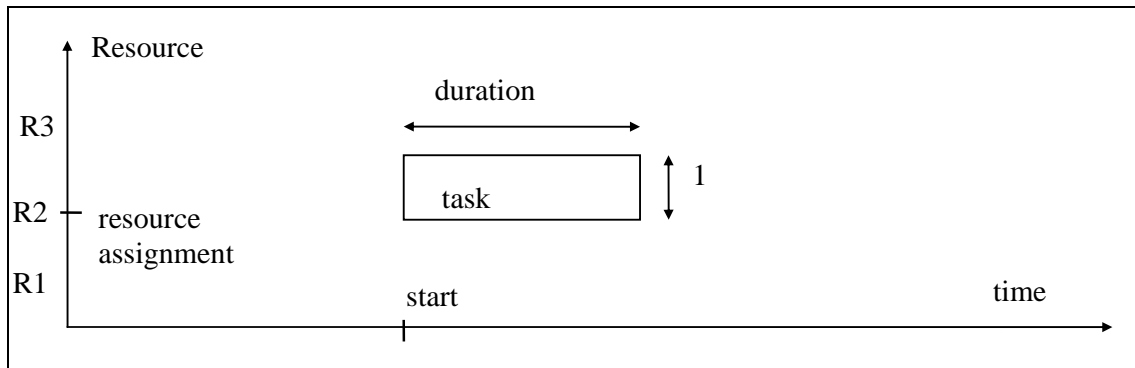 Resource
duration
R3
1
task
R2
resource
assignment
R1
start
time